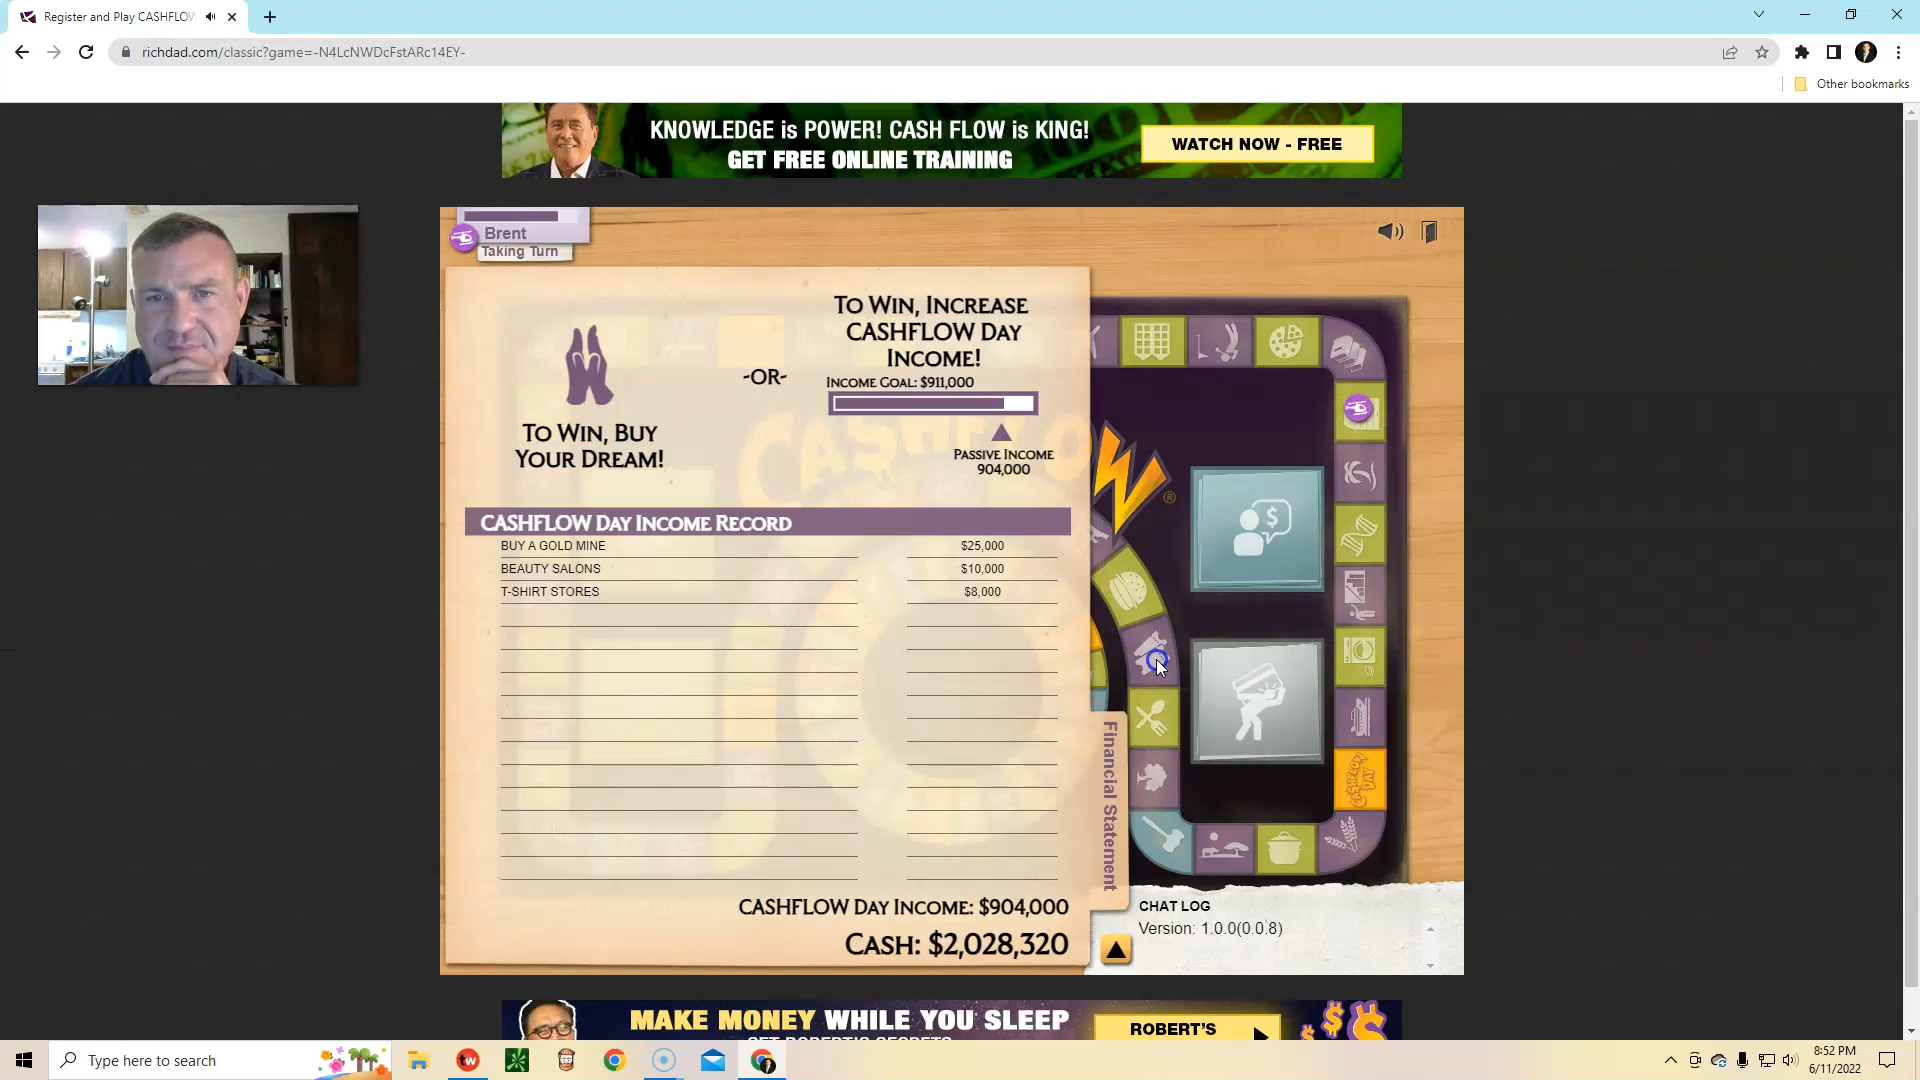 Register and Play CASHFLOW
richdad.com/classic?game=-N4LcNWDcFstARc14EY-
Other bookmarks
KNOWLEDGE is POWER! CASH FLOW is KING!
GET FREE ONLINE TRAINING
WATCH NOW - FREE
Brent
Taking Turn
TO WIN, BUY
YOUR DREAM!
-OR-
TO WIN, INCREASE
CASHFLOW DAY
INCOME!
INCOME GOAL: $911,000
PASSIVE INCOME
904,000
CASHFLOW DAY INCOME RECORD
BUY A GOLD MINE $25,000
BEAUTY SALONS $10,000
T-SHIRT STORES $8,000
CASHFLOW DAY INCOME: $904,000
CASH: $2,028,320
Financial Statement
CASHFLOW DAY
CHAT LOG
Version: 1.0.0(0.0.8)
MAKE MONEY WHILE YOU SLEEP
ROBERT'S
Type here to search
8:52 PM
6/11/2022